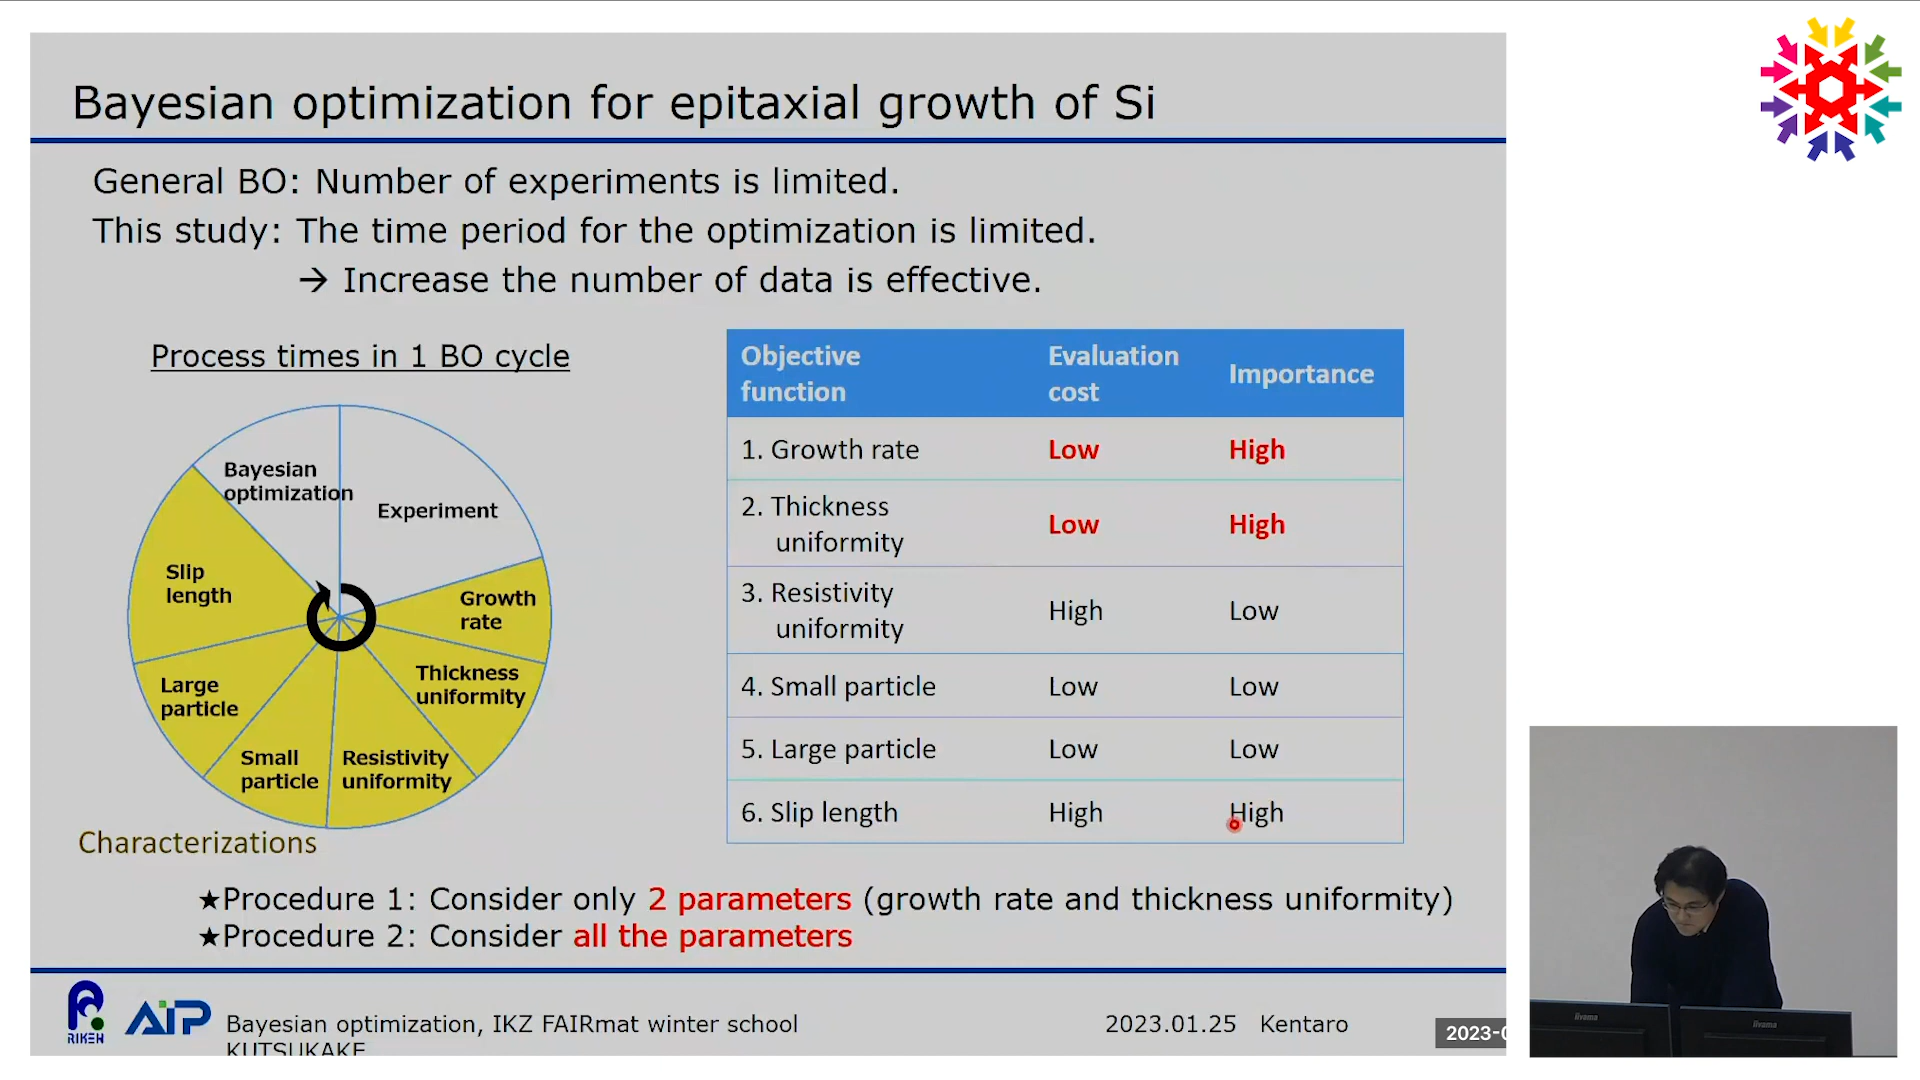 Bayesian optimization for epitaxial growth of Si
General BO: Number of experiments is limited.
This study: The time period for the optimization is limited.
→ Increase the number of data is effective.
Process times in 1 BO cycle
Bayesian
optimization
Experiment
Slip
length
Growth
rate
Thickness
uniformity
Large
particle
Small
particle
Resistivity
uniformity
Characterizations
Objective
function
Evaluation
cost
Importance
1. Growth rate Low High
2. Thickness
uniformity
Low High
3. Resistivity
uniformity
High Low
4. Small particle Low Low
5. Large particle Low Low
6. Slip length High High
★Procedure 1: Consider only 2 parameters (growth rate and thickness uniformity)
★Procedure 2: Consider all the parameters
RIKEN
AIP
Bayesian optimization, IKZ FAIRmat winter school
2023.01.25 Kentaro
KUTSUKAKE
2023-0
iiyama
iiyama